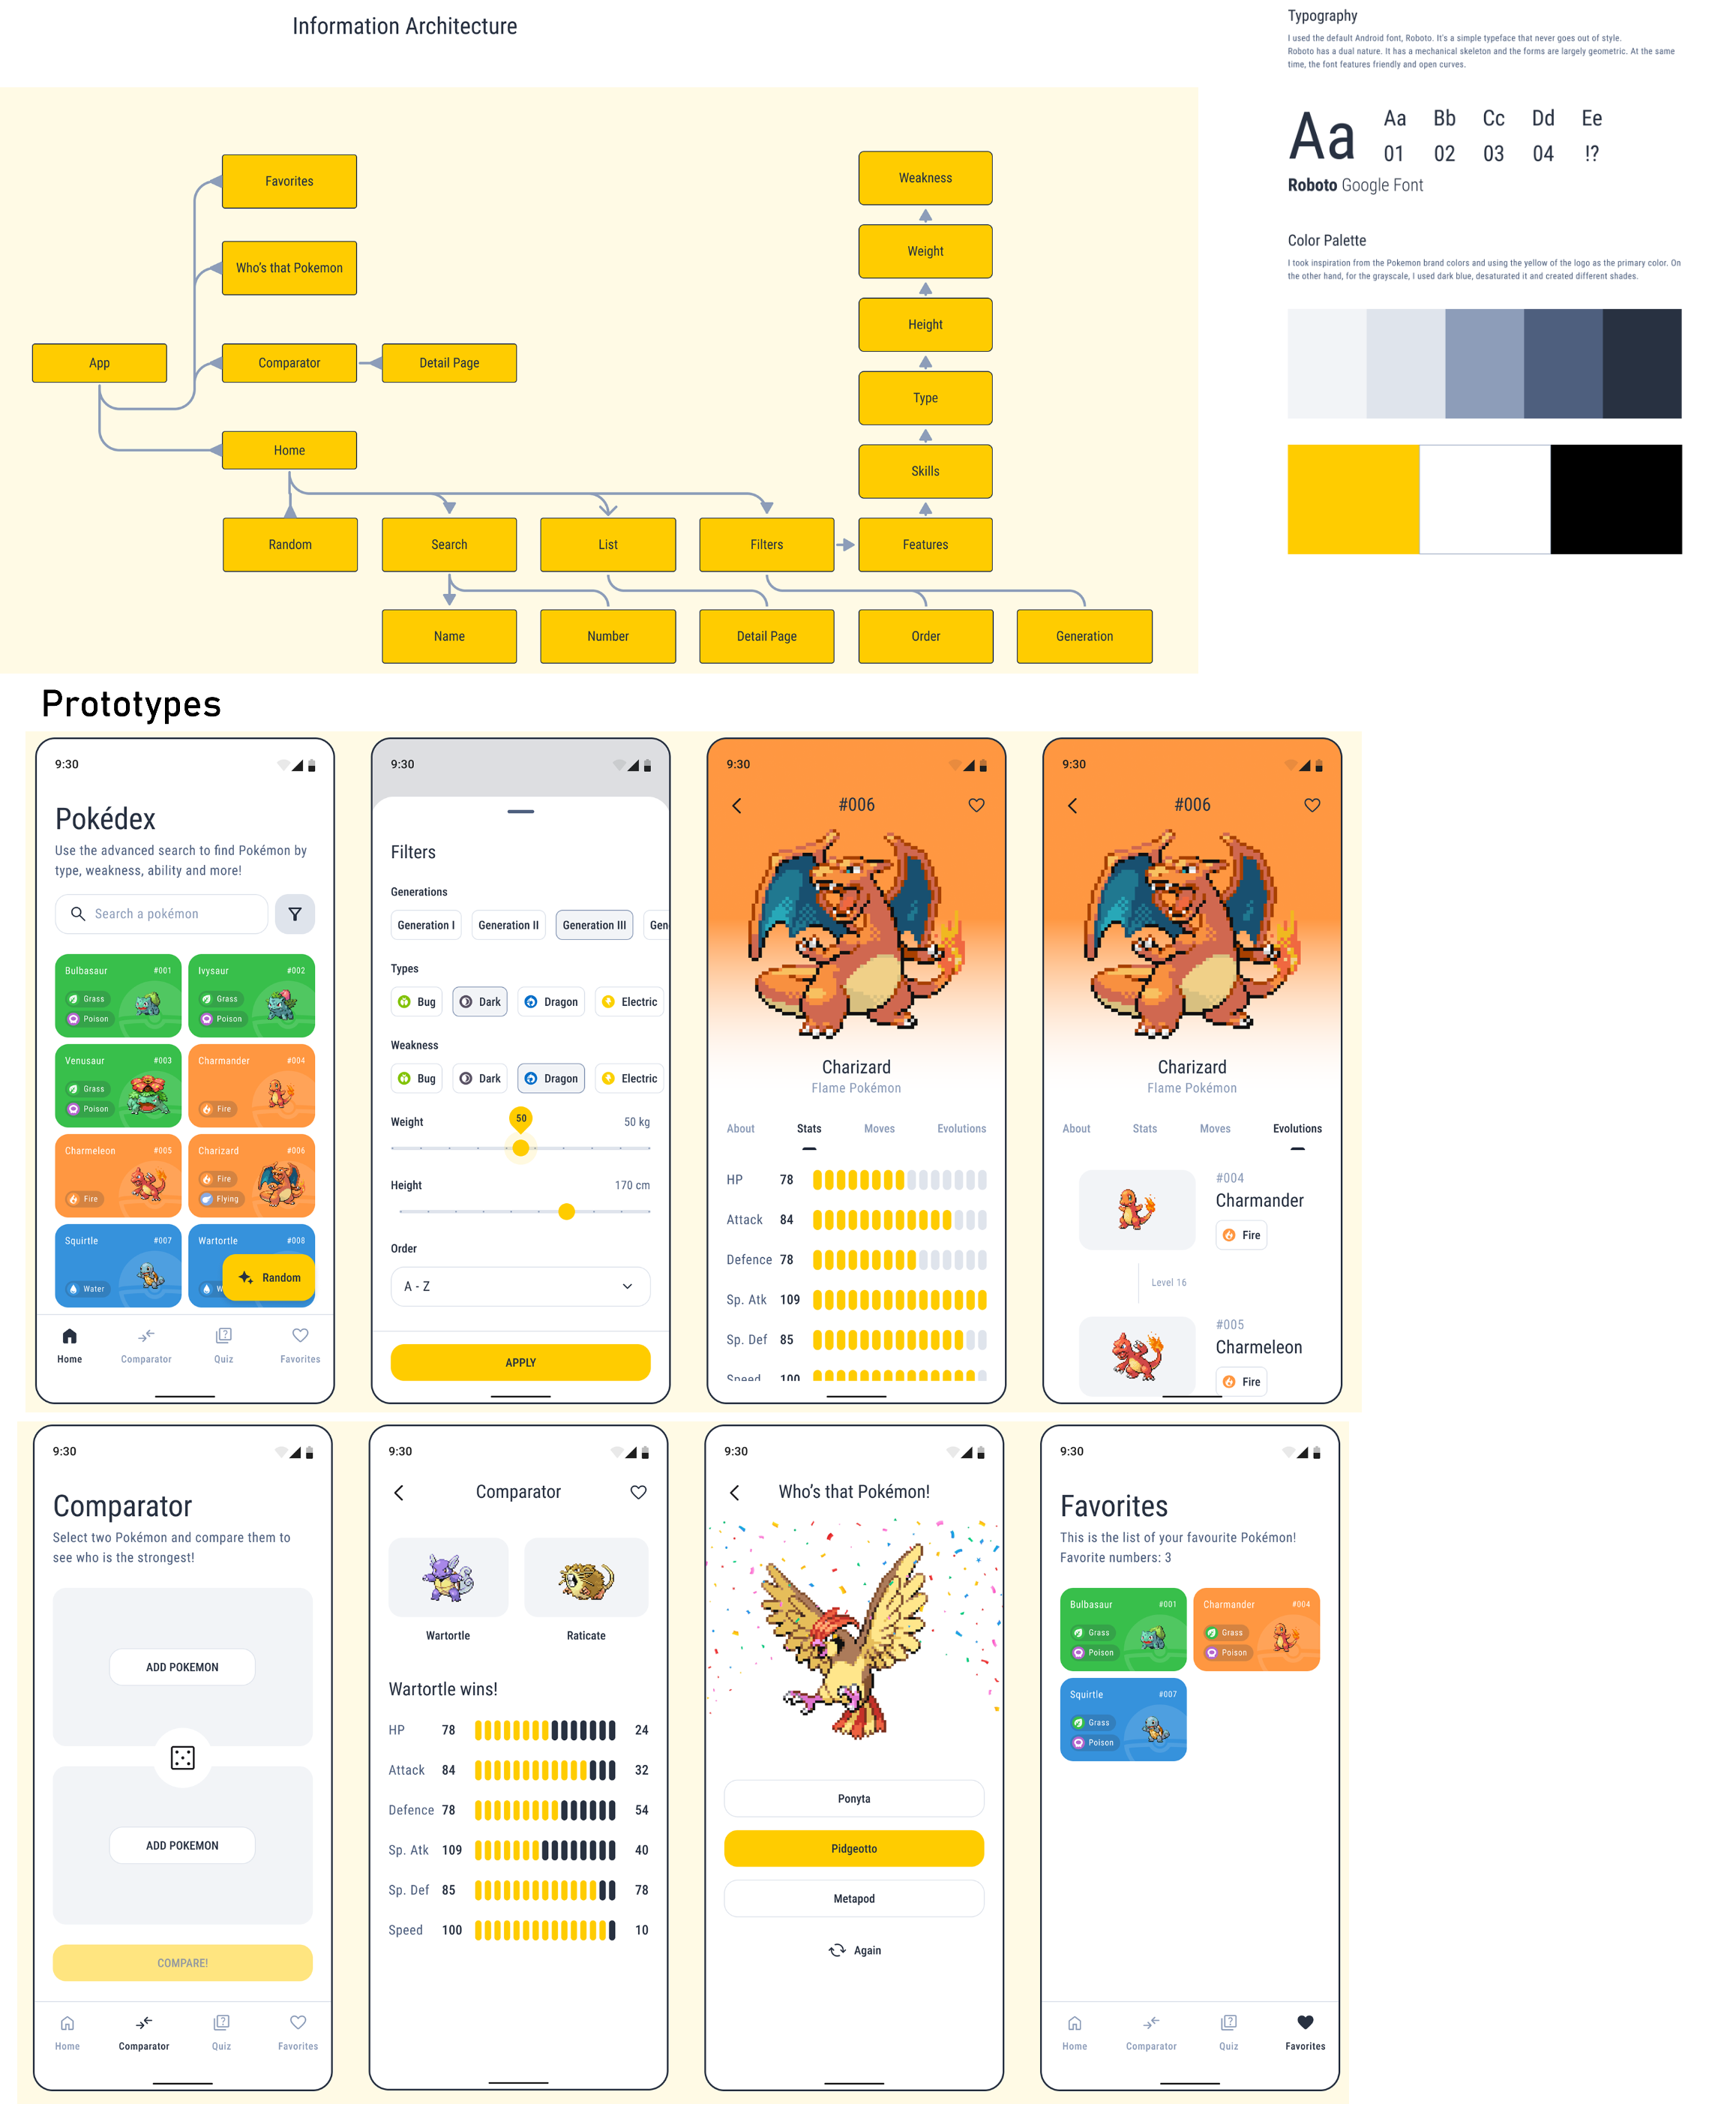 Information Architecture
Favorites
Who's that Pokemon
App
Comparator
Detail Page
Home
Random
Search
List
Filters
Features
Weakness
Weight
Height
Type
Skills
Name
Number
Detail Page
Order
Generation
Typography
I used the default Android font, Roboto. It's a simple typeface that never goes out of style.
Roboto has a dual nature. It has a mechanical skeleton and the forms are largely geometric. At the same
time, the font features friendly and open curves.
Aa
Aa Bb Cc Dd Ee
01 02 03 04 !?
Roboto Google Font
Color Palette
I took inspiration from the Pokemon brand colors and using the yellow of the logo as the primary color. On
the other hand, for the grayscale, I used dark blue, desaturated it and created different shades.
Prototypes
9:30
Pokédex
Use the advanced search to find Pokémon by
type, weakness, ability and more!
Search a pokémon
Bulbasaur #001
Grass
Poison
Ivysaur #002
Grass
Poison
Venusaur #003
Grass
Poison
Charmander #004
Fire
Charmeleon #005
Fire
Charizard #006
Fire
Flying
Squirtle #007
Water
Wartortle #008
W
Random
Home Comparator Quiz Favorites
9:30
Filters
Generations
Generation I Generation II Generation III Gen
Types
Bug Dark Dragon Electric
Weakness
Bug Dark Dragon Electric
50
Weight 50 kg
Height 170 cm
Order
A - Z
APPLY
9:30
#006
Charizard
Flame Pokémon
About Stats Moves Evolutions
HP 78
Attack 84
Defence 78
Sp. Atk 109
Sp. Def 85
Speed 100
9:30
#006
Charizard
Flame Pokémon
About Stats Moves Evolutions
#004
Charmander
Fire
Level 16
#005
Charmeleon
Fire
9:30
Comparator
Select two Pokémon and compare them to
see who is the strongest!
ADD POKEMON
ADD POKEMON
COMPARE!
Home Comparator Quiz Favorites
9:30
Comparator
Wartortle Raticate
Wartortle wins!
HP 78 24
Attack 84 32
Defence 78 54
Sp. Atk 109 40
Sp. Def 85 78
Speed 100 10
9:30
Who's that Pokémon!
Ponyta
Pidgeotto
Metapod
Again
9:30
Favorites
This is the list of your favourite Pokémon!
Favorite numbers: 3
Bulbasaur #001
Grass
Poison
Charmander #004
Grass
Poison
Squirtle #007
Grass
Poison
Home Comparator Quiz Favorites